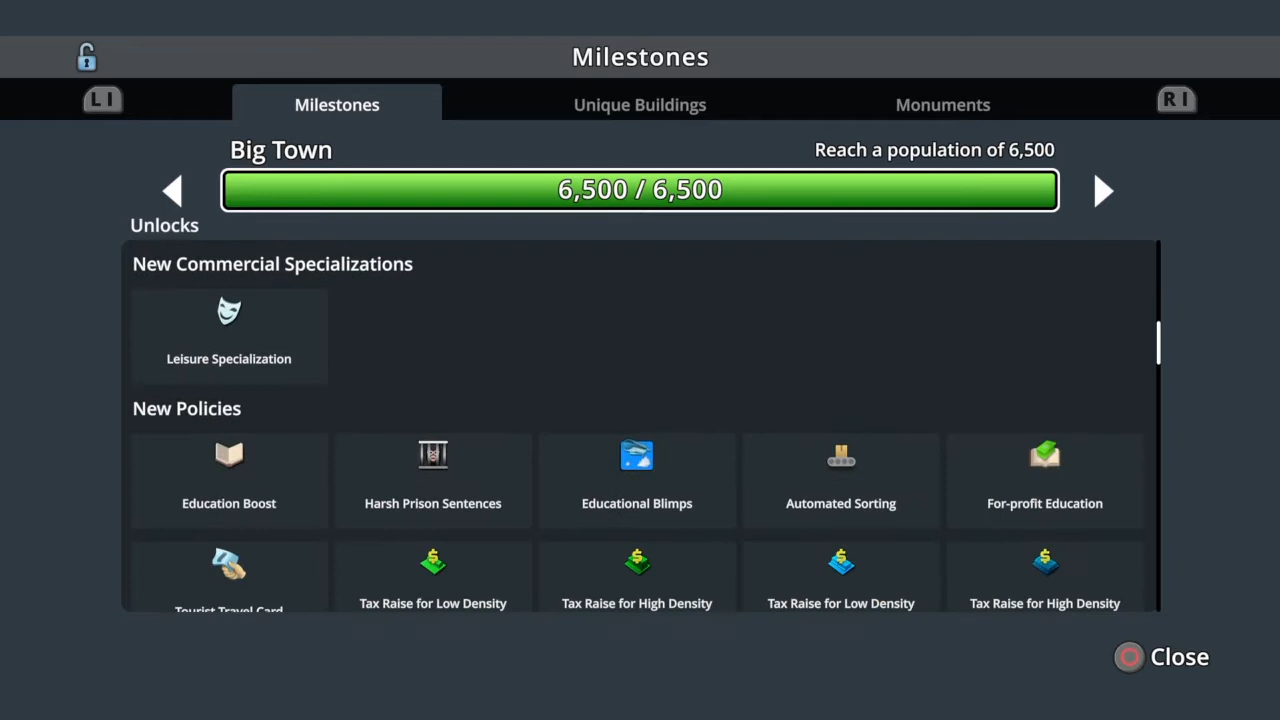 Milestones
L1
Milestones
Unique Buildings
Monuments
R1
Big Town
Reach a population of 6,500
6,500 / 6,500
Unlocks
New Commercial Specializations
Leisure Specialization
New Policies
Education Boost
Harsh Prison Sentences
Educational Blimps
Automated Sorting
For-profit Education
Tourist Travel Card
Tax Raise for Low Density
Tax Raise for High Density
Tax Raise for Low Density
Tax Raise for High Density
Close